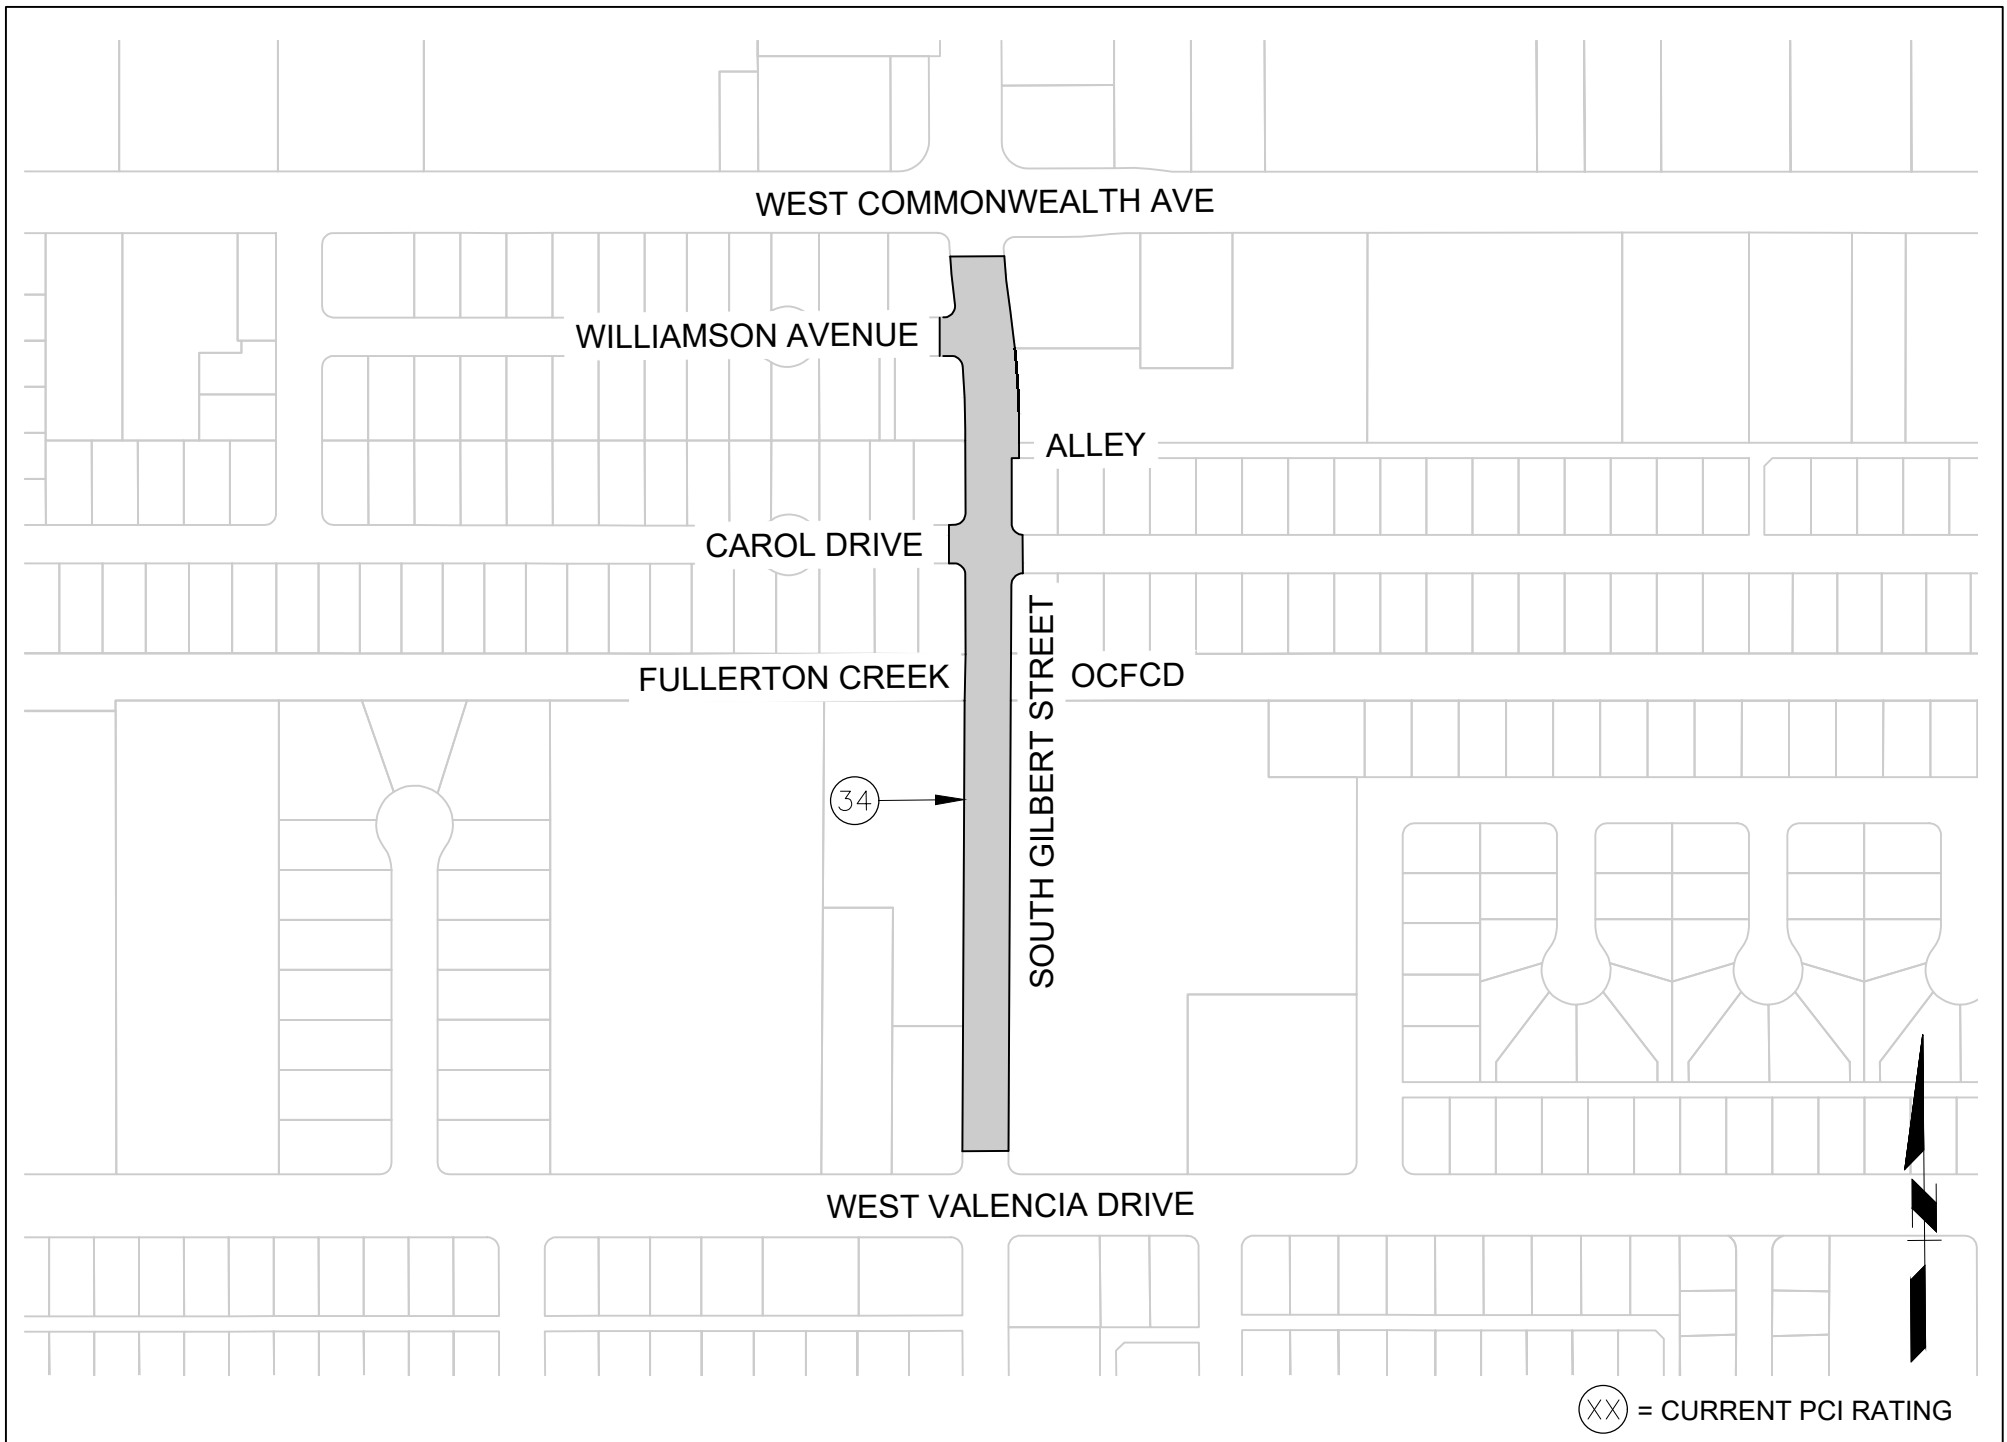 WEST COMMONWEALTH AVE
WILLIAMSON AVENUE
ALLEY
CAROL DRIVE
FULLERTON CREEK
OCFCD
SOUTH GILBERT STREET
34
WEST VALENCIA DRIVE
N
XX = CURRENT PCI RATING